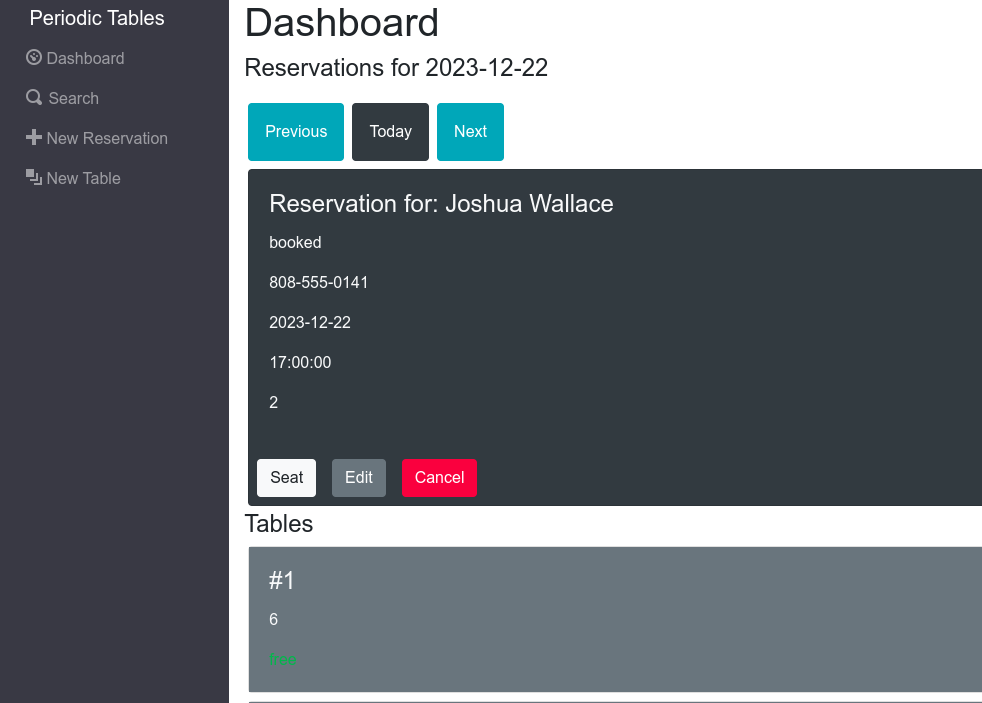 Periodic Tables
Dashboard
Search
New Reservation
New Table
Dashboard
Reservations for 2023-12-22
Previous Today Next
Reservation for: Joshua Wallace
booked
808-555-0141
2023-12-22
17:00:00
2
Seat Edit Cancel
Tables
#1
6
free